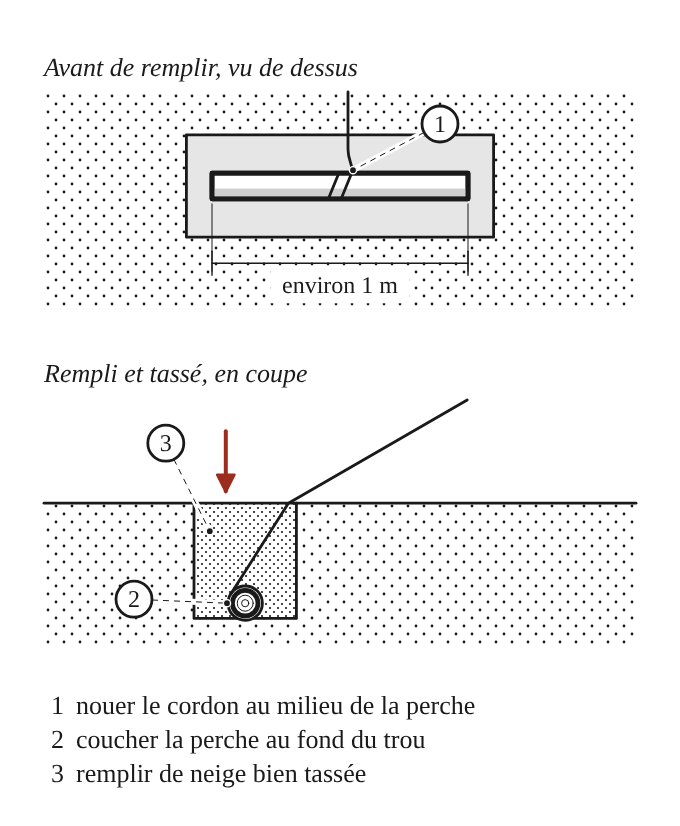 Avant de remplir, vu de dessus
1
environ 1 m
Rempli et tassé, en coupe
3
2
1 nouer le cordon au milieu de la perche
2 coucher la perche au fond du trou
3 remplir de neige bien tassée